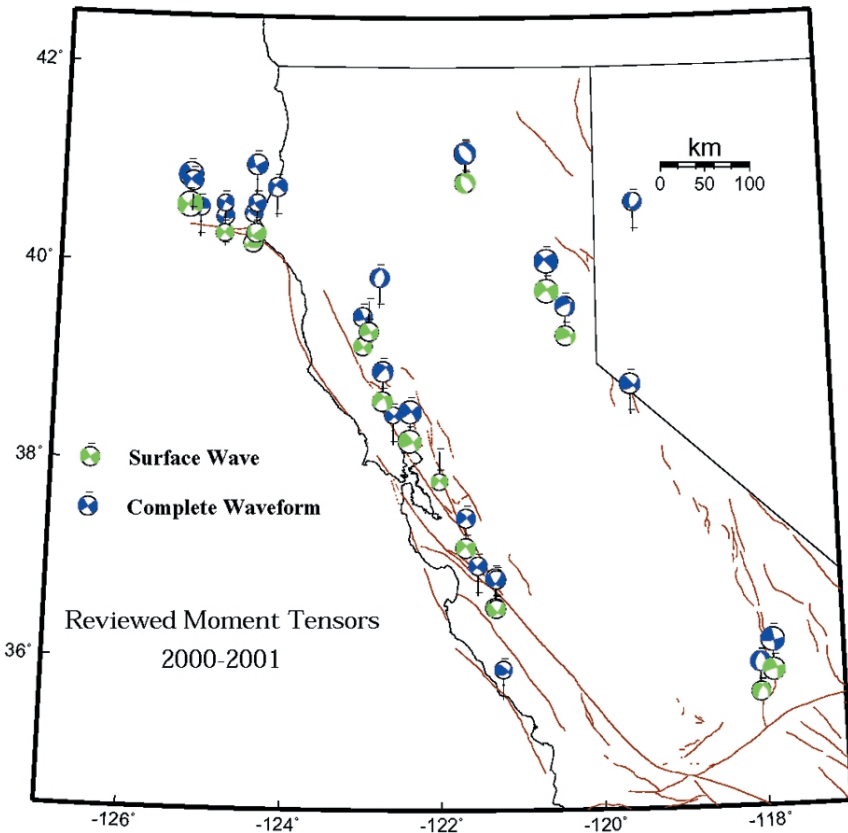 42°
km
0 50 100
40°
38°
Surface Wave
Complete Waveform
Reviewed Moment Tensors
2000-2001
36°
-126° -124° -122° -120° -118°